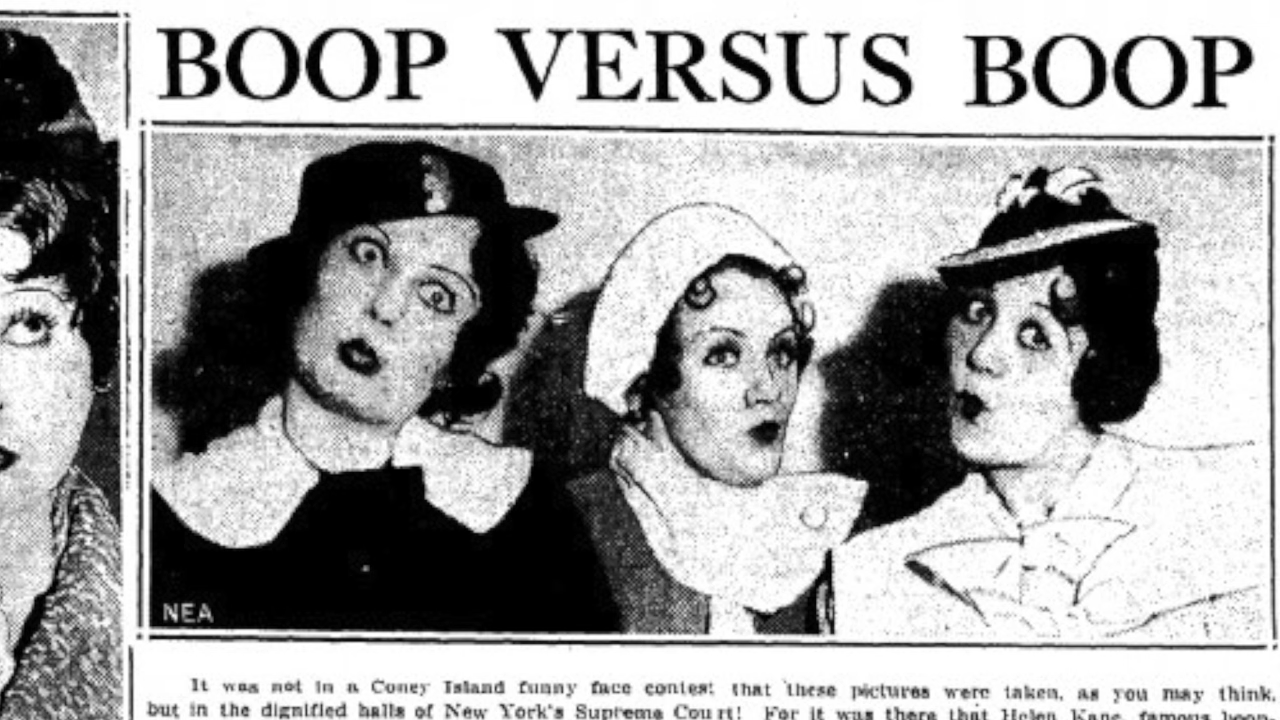 BOOP VERSUS BOOP
NEA
It was not in a Coney Island funny face contest that these pictures were taken, as you may think,
but in the dignified halls of New York's Supreme Court! For it was there that Helen Kane, famous boop-